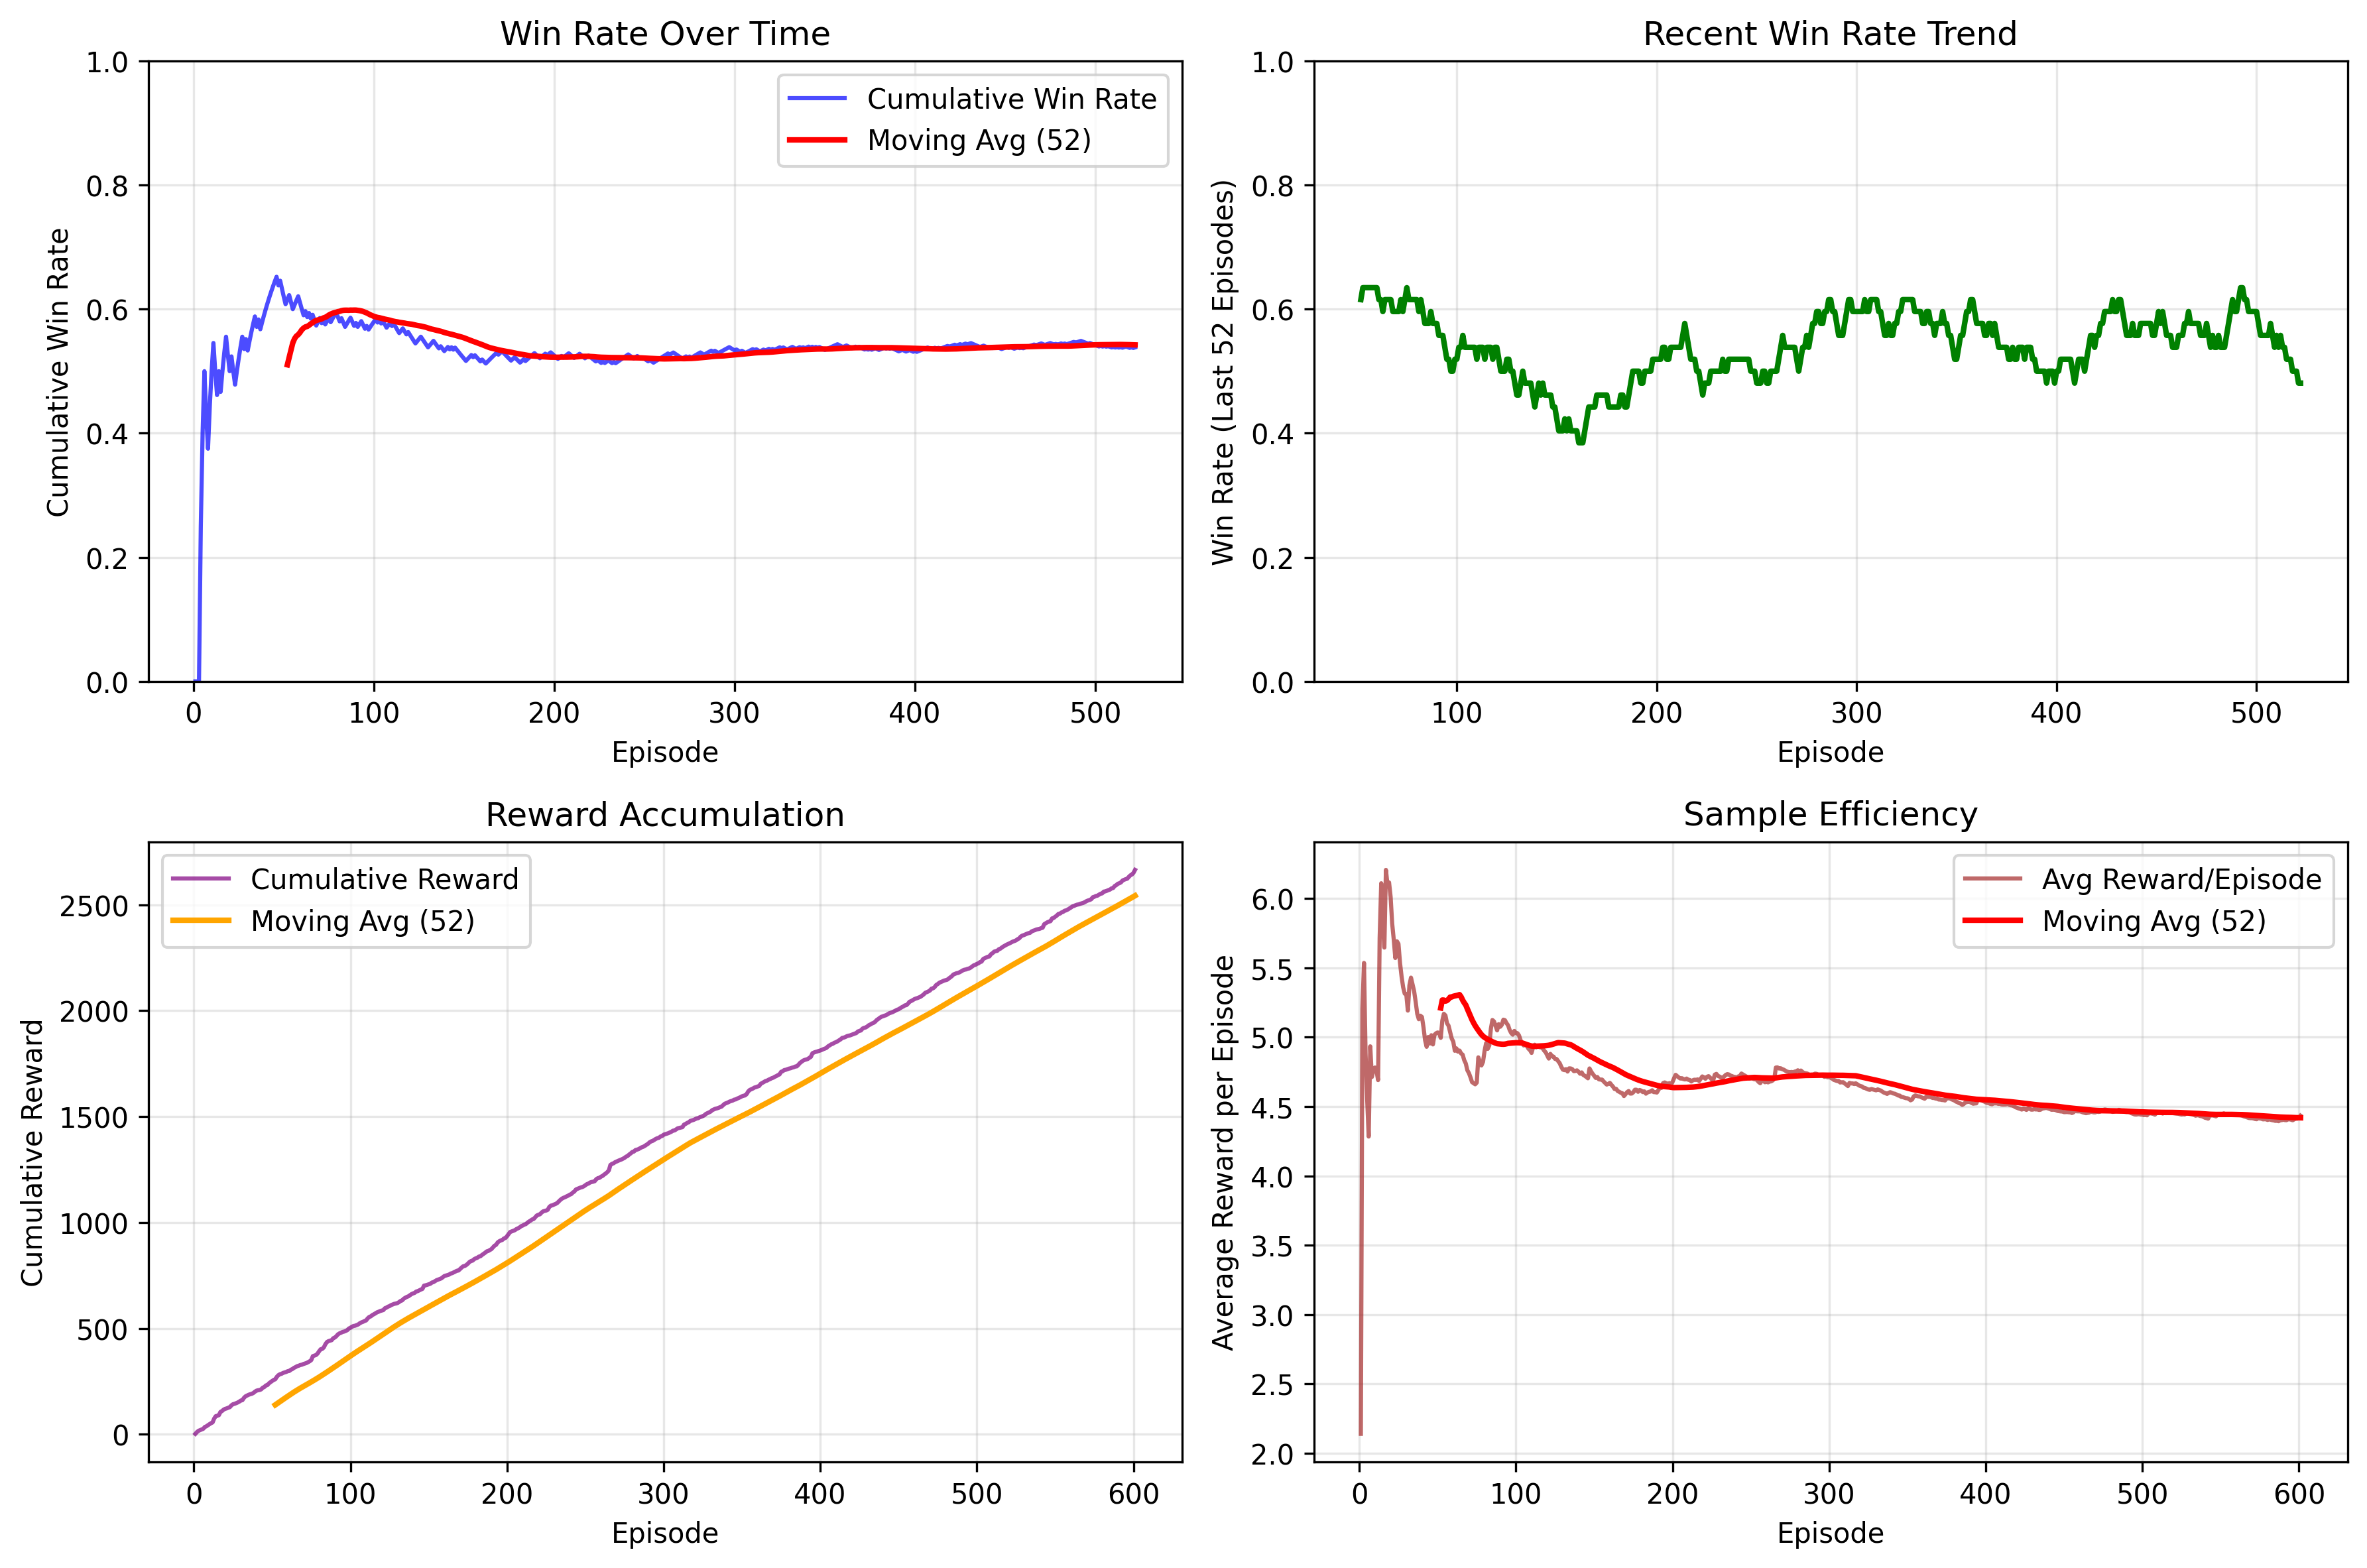 Win Rate Over Time
Cumulative Win Rate
1.0
0.8
0.6
0.4
0.2
0.0
Cumulative Win Rate
Moving Avg (52)
0
100
200
300
400
500
Episode
Recent Win Rate Trend
Win Rate (Last 52 Episodes)
1.0
0.8
0.6
0.4
0.2
0.0
100
200
300
400
500
Episode
Reward Accumulation
Cumulative Reward
2500
2000
1500
1000
500
0
Cumulative Reward
Moving Avg (52)
0
100
200
300
400
500
600
Episode
Sample Efficiency
Average Reward per Episode
6.0
5.5
5.0
4.5
4.0
3.5
3.0
2.5
2.0
Avg Reward/Episode
Moving Avg (52)
0
100
200
300
400
500
600
Episode